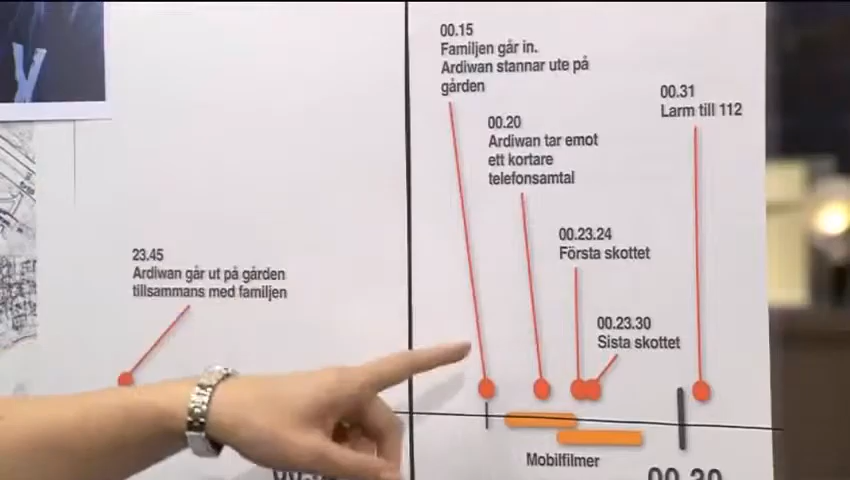 23.45
Ardiwan går ut på gården
tillsammans med familjen
00.15
Familjen går in.
Ardiwan stannar ute på
gården
00.20
Ardiwan tar emot
ett kortare
telefonsamtal
00.23.24
Första skottet
00.23.30
Sista skottet
00.31
Larm till 112
Mobilfilmer
00.30